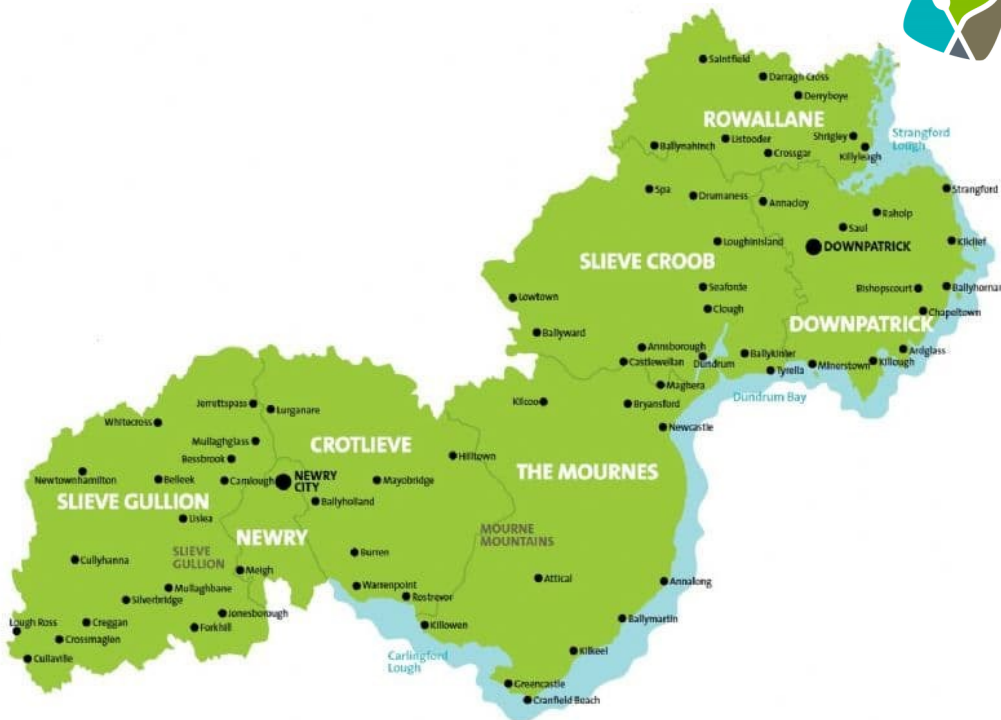 Saintfield
Darragh Cross
Derryboye
ROWALLANE
Listooder
Shrigley
Strangford
Lough
Ballynahinch
Crossgar
Killyleagh
Spa
Drumaness
Annacloy
Strangford
Raholp
Saul
Loughinisland
DOWNPATRICK
Kilclief
SLIEVE CROOB
Lowtown
Seaforde
Bishopscourt
Ballyhornan
Clough
Chapeltown
Ballyward
DOWNPATRICK
Annsborough
Castlewellan
Dundrum
Ballykinler
Ardglass
Tyrella
Minerstown
Killough
Maghera
Dundrum Bay
Kilcoo
Bryansford
Newcastle
Jerrettspass
Lurganare
Whitecross
Mullaghglass
CROTLIEVE
Bessbrook
Hilltown
Newtownhamilton
Belleek
Camlough
NEWRY
CITY
Mayobridge
THE MOURNES
SLIEVE GULLION
Ballyholland
Lislea
NEWRY
MOURNE
MOUNTAINS
SLIEVE
GULLION
Burren
Cullyhanna
Meigh
Attical
Annalong
Mullaghbane
Warrenpoint
Silverbridge
Rostrevor
Jonesborough
Ballymartin
Lough Ross
Creggan
Forkhill
Killowen
Crossmaglen
Cullaville
Carlingford
Lough
Kilkeel
Greencastle
Cranfield Beach